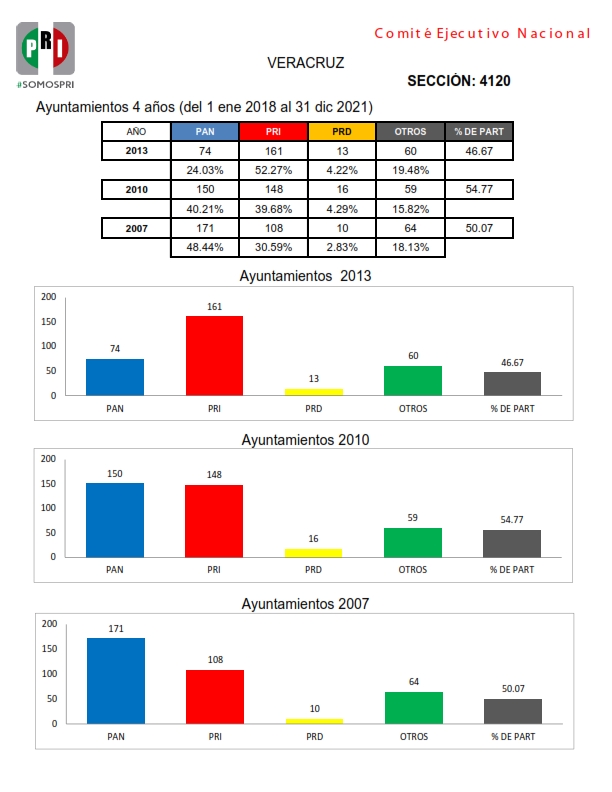 Comité Ejecutivo Nacional
PRI
#SOMOSPRI
VERACRUZ
SECCIÓN: 4120
Ayuntamientos 4 años (del 1 ene 2018 al 31 dic 2021)
AÑO PAN PRI PRD OTROS % DE PART
2013 74 161 13 60 46.67
24.03% 52.27% 4.22% 19.48%
2010 150 148 16 59 54.77
40.21% 39.68% 4.29% 15.82%
2007 171 108 10 64 50.07
48.44% 30.59% 2.83% 18.13%
Ayuntamientos 2013
200
150
100
50
0
74
161
13
60
46.67
PAN PRI PRD OTROS % DE PART
Ayuntamientos 2010
200
150
100
50
0
150
148
16
59
54.77
PAN PRI PRD OTROS % DE PART
Ayuntamientos 2007
200
150
100
50
0
171
108
10
64
50.07
PAN PRI PRD OTROS % DE PART